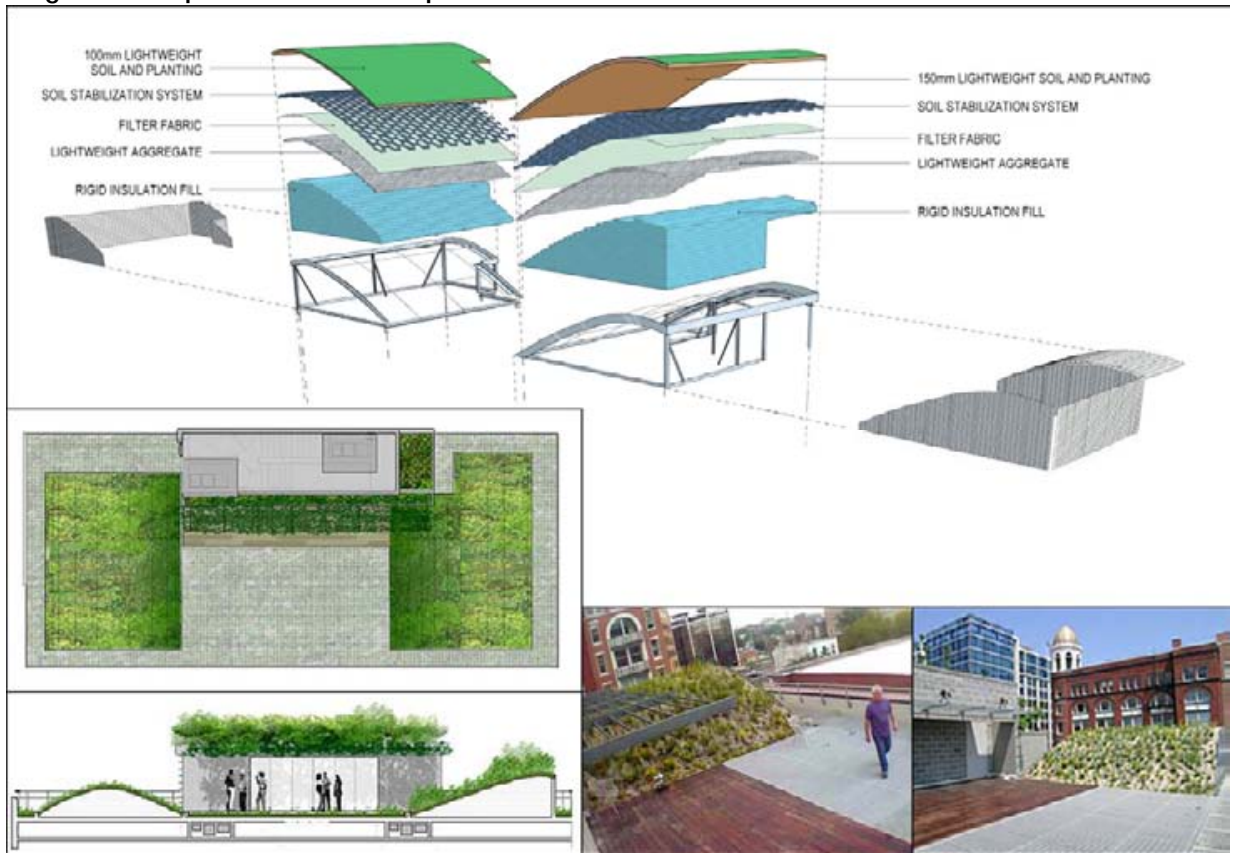 100mm LIGHTWEIGHT
SOIL AND PLANTING
SOIL STABILIZATION SYSTEM
FILTER FABRIC
LIGHTWEIGHT AGGREGATE
RIGID INSULATION FILL
150mm LIGHTWEIGHT SOIL AND PLANTING
SOIL STABILIZATION SYSTEM
FILTER FABRIC
LIGHTWEIGHT AGGREGATE
RIGID INSULATION FILL